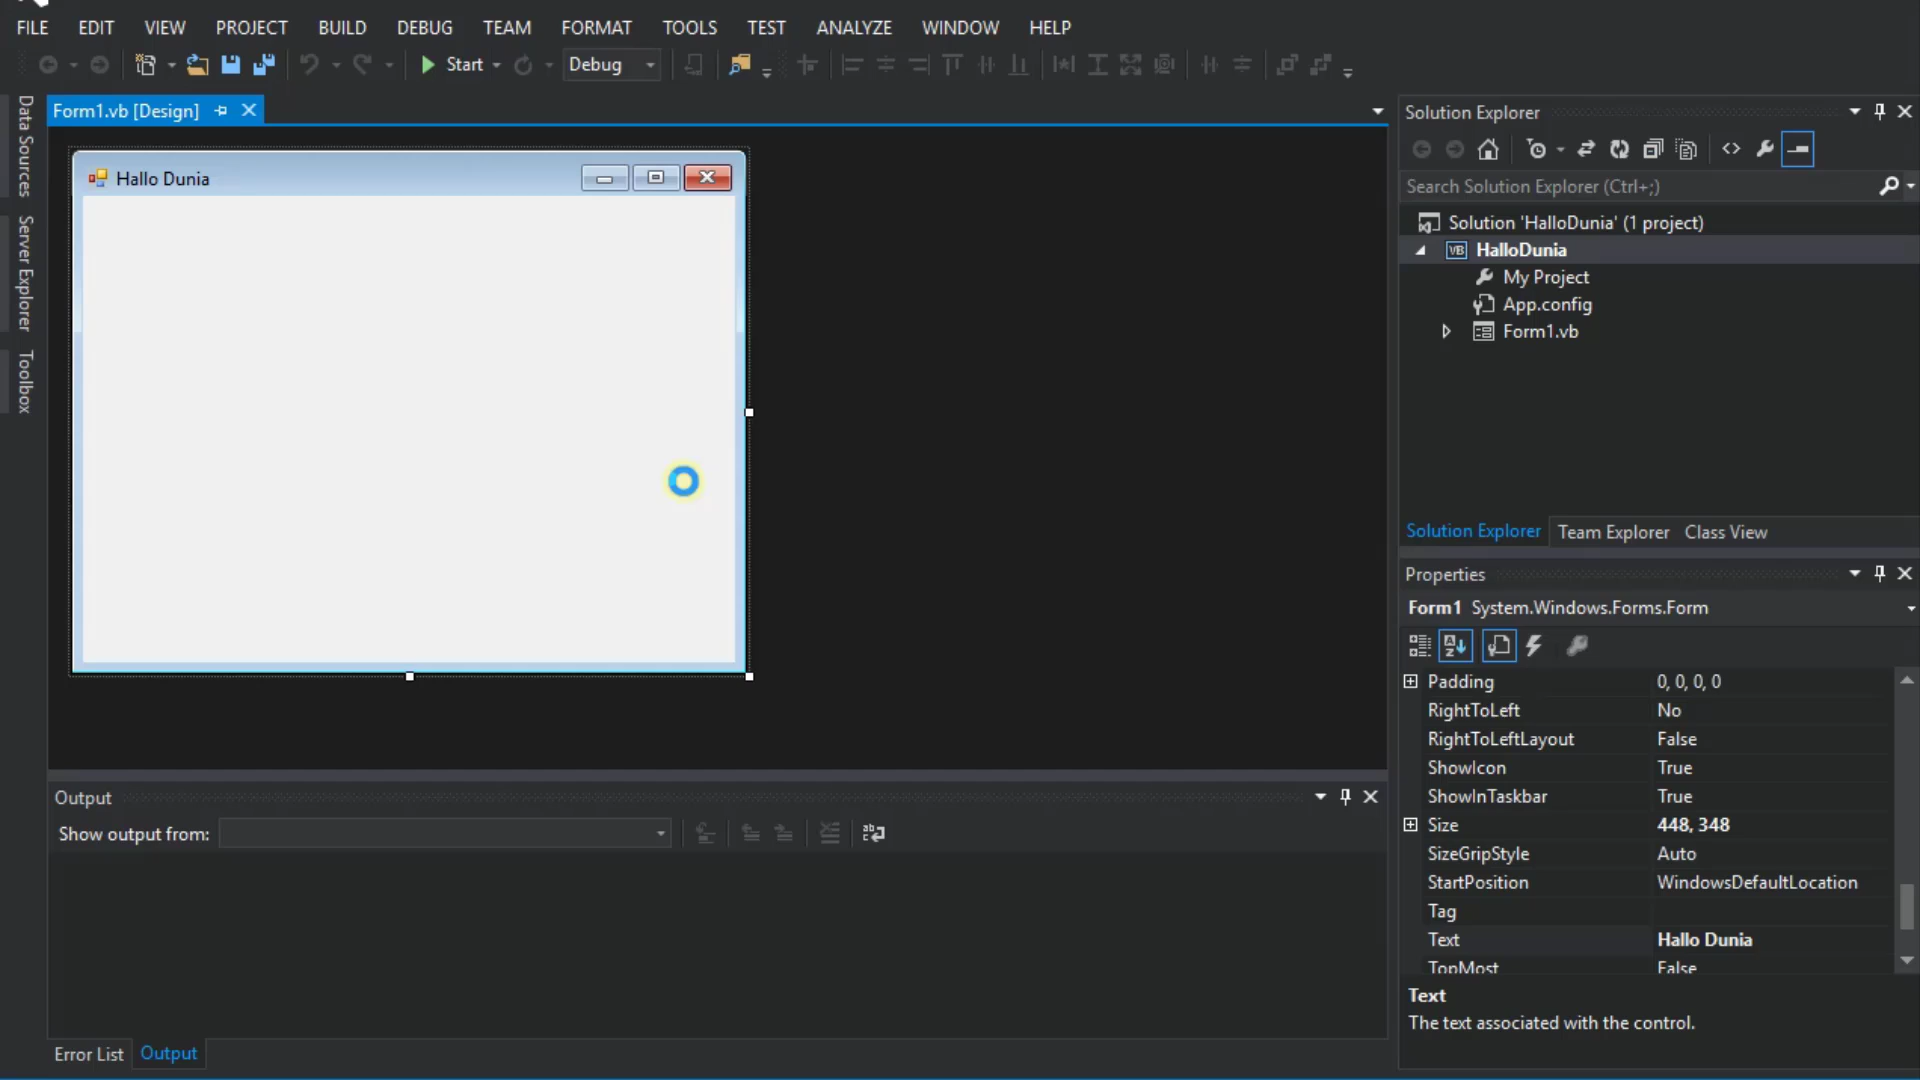 FILE EDIT VIEW PROJECT BUILD DEBUG TEAM FORMAT TOOLS TEST ANALYZE WINDOW HELP
Start Debug
Data Sources
Server Explorer
Toolbox
Form1.vb [Design]
Hallo Dunia
Output
Show output from:
Error List Output
Solution Explorer
Search Solution Explorer (Ctrl+;)
Solution 'HalloDunia' (1 project)
VB HalloDunia
My Project
App.config
Form1.vb
Solution Explorer Team Explorer Class View
Properties
Form1 System.Windows.Forms.Form
Padding 0, 0, 0, 0
RightToLeft No
RightToLeftLayout False
ShowIcon True
ShowInTaskbar True
Size 448, 348
SizeGripStyle Auto
StartPosition WindowsDefaultLocation
Tag
Text Hallo Dunia
TopMost False
Text
The text associated with the control.